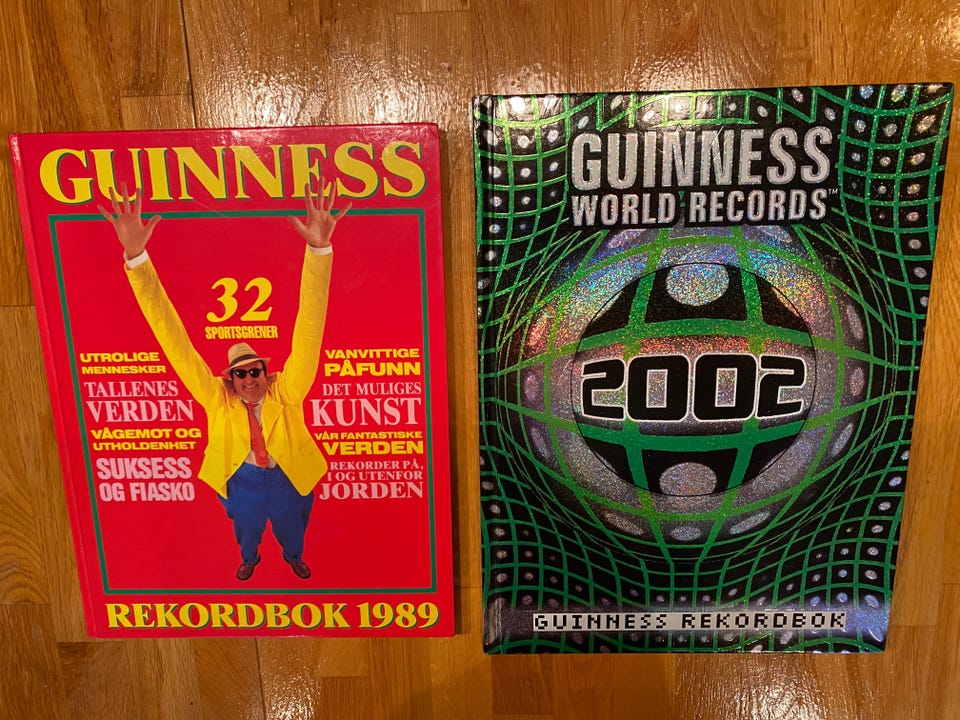 GUINNESS
32
SPORTSGRENER
UTROLIGE
MENNESKER
TALLENES
VERDEN
VÅGEMOT OG
UTHOLDENHET
SUKSESS
OG FIASKO
VANVITTIGE
PÅFUNN
DET MULIGES
KUNST
VÅR FANTASTISKE
VERDEN
REKORDER PÅ,
I OG UTENFOR
JORDEN
REKORDBOK 1989
GUINNESS
WORLD RECORDS™
2002
GUINNESS REKORDBOK